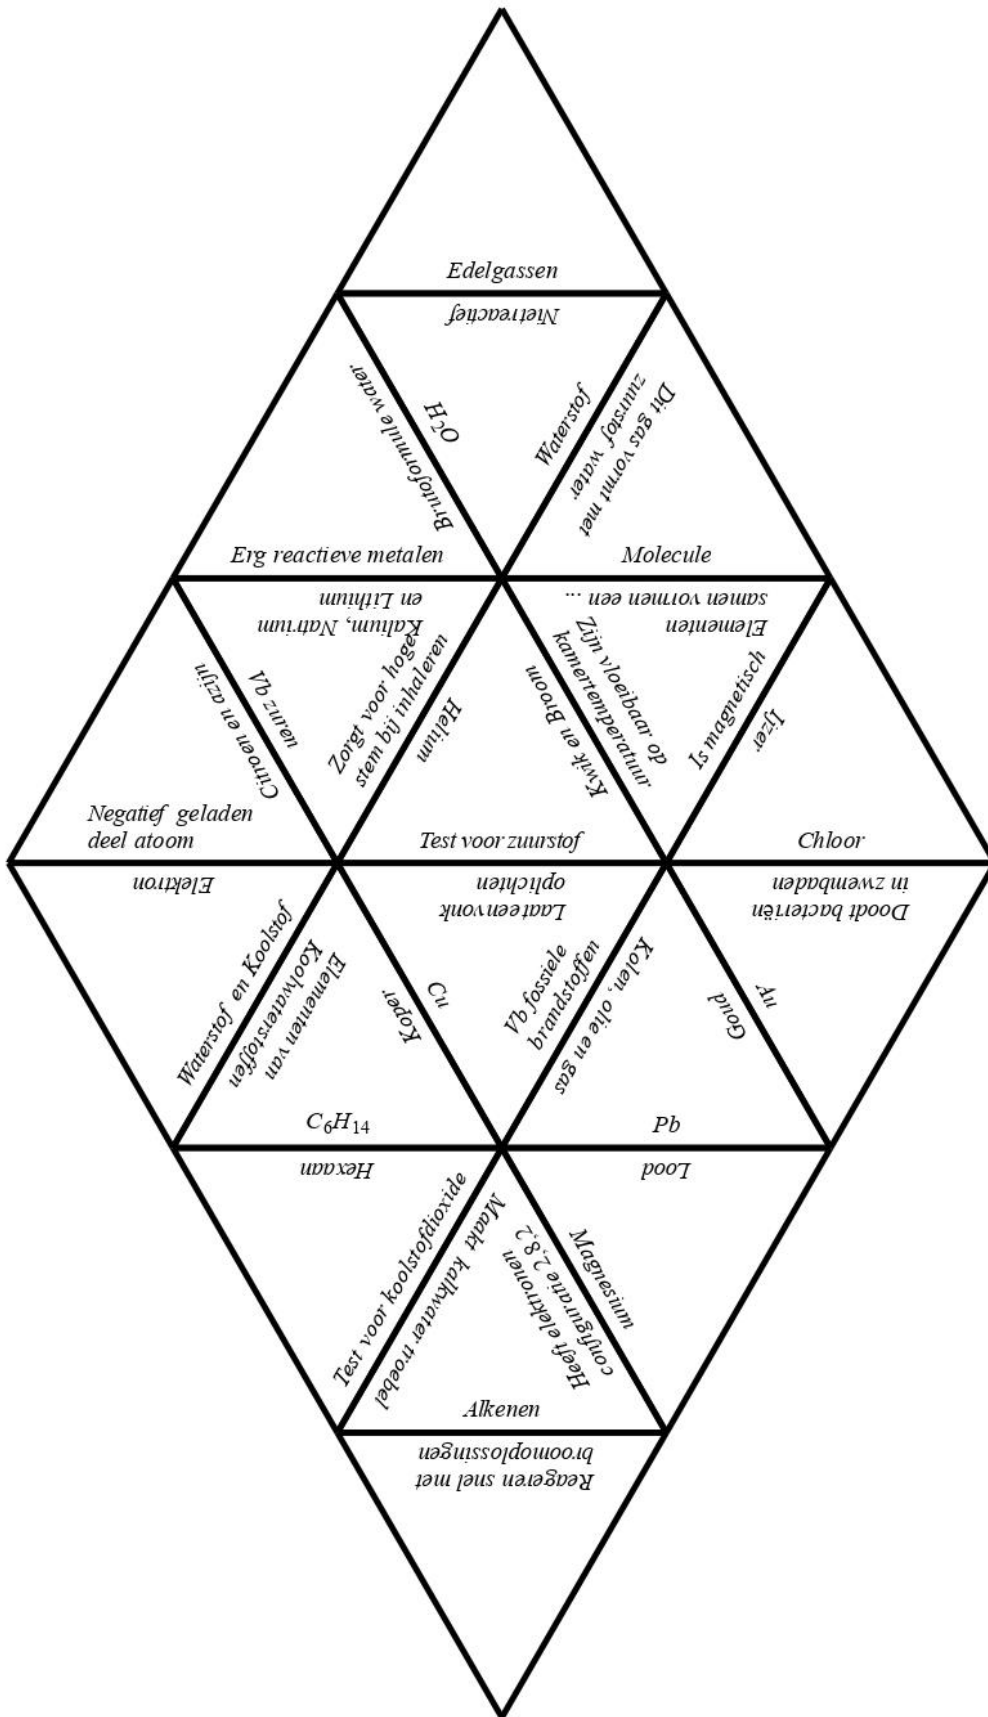 Edelgassen
Nietreactief
H₂O
Brutoformule water
Waterstof
Dit gas vormt met
zuurstof water
Erg reactieve metalen
Kalium, Natrium
en Lithium
Molecule
Elementen
samen vormen een ...
Vb zuren
Citroen en azijn
Zorgt voor hoge
stem bij inhaleren
Helium
Kwik en Broom
Zijn vloeibaar op
kamertemperatuur
Is magnetisch
Ijzer
Negatief geladen
deel atoom
Elektron
Test voor zuurstof
Laat een vonk
oplichten
Chloor
Doodt bacteriën
in zwembaden
Waterstof en Koolstof
Elementen van
Koolwaterstoffen
Cu
Koper
Vb fossiele
brandstoffen
Kolen, olie en gas
Au
Goud
C₆H₁₄
Hexaan
Pb
Lood
Test voor koolstofdioxide
Maakt kalkwater troebel
Magnesium
Heeft elektronen
configuratie 2,8,2
Alkenen
Reageren snel met
broomoplossingen